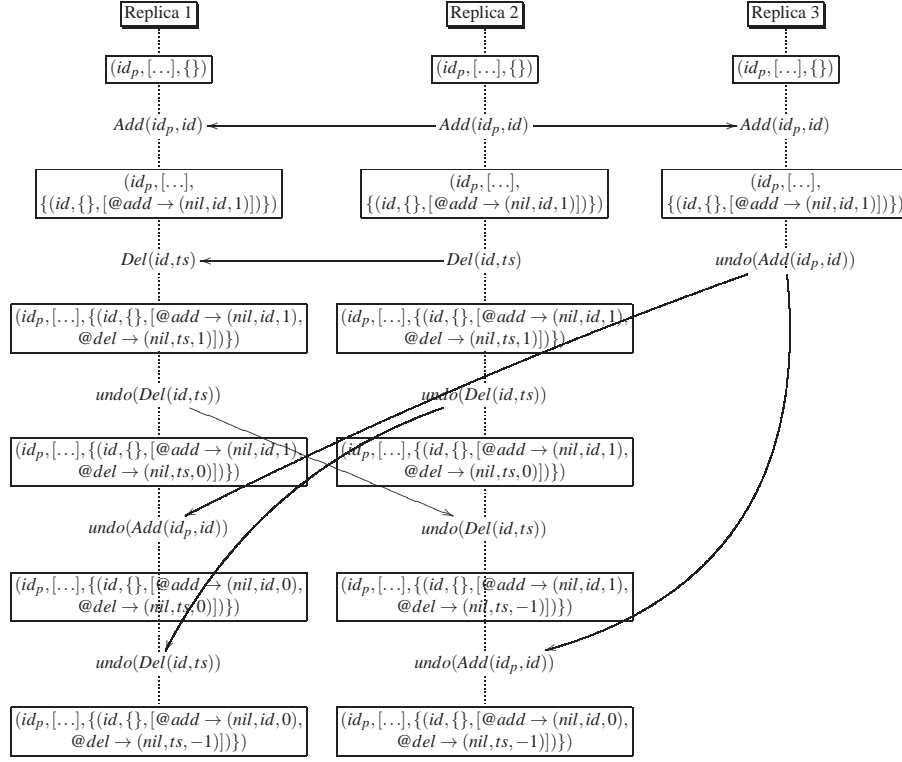 Replica 1 Replica 2 Replica 3
(id_p,[...],{}) (id_p,[...],{}) (id_p,[...],{})
Add(id_p,id) Add(id_p,id) Add(id_p,id)
(id_p,[...], (id_p,[...], (id_p,[...],
{(id,{},[@add→(nil,id,1)])}) {(id,{},[@add→(nil,id,1)])}) {(id,{},[@add→(nil,id,1)])})
Del(id,ts) Del(id,ts) undo(Add(id_p,id))
(id_p,[...],{(id,{},[@add→(nil,id,1), (id_p,[...],{(id,{},[@add→(nil,id,1),
@del→(nil,ts,1)])}) @del→(nil,ts,1)])})
undo(Del(id,ts)) undo(Del(id,ts))
(id_p,[...],{(id,{},[@add→(nil,id,1), (id_p,[...],{(id,{},[@add→(nil,id,1),
@del→(nil,ts,0)])}) @del→(nil,ts,0)])})
undo(Add(id_p,id)) undo(Del(id,ts))
(id_p,[...],{(id,{},[@add→(nil,id,0), (id_p,[...],{(id,{},[@add→(nil,id,1),
@del→(nil,ts,0)])}) @del→(nil,ts,−1)])})
undo(Del(id,ts)) undo(Add(id_p,id))
(id_p,[...],{(id,{},[@add→(nil,id,0), (id_p,[...],{(id,{},[@add→(nil,id,0),
@del→(nil,ts,−1)])}) @del→(nil,ts,−1)])})